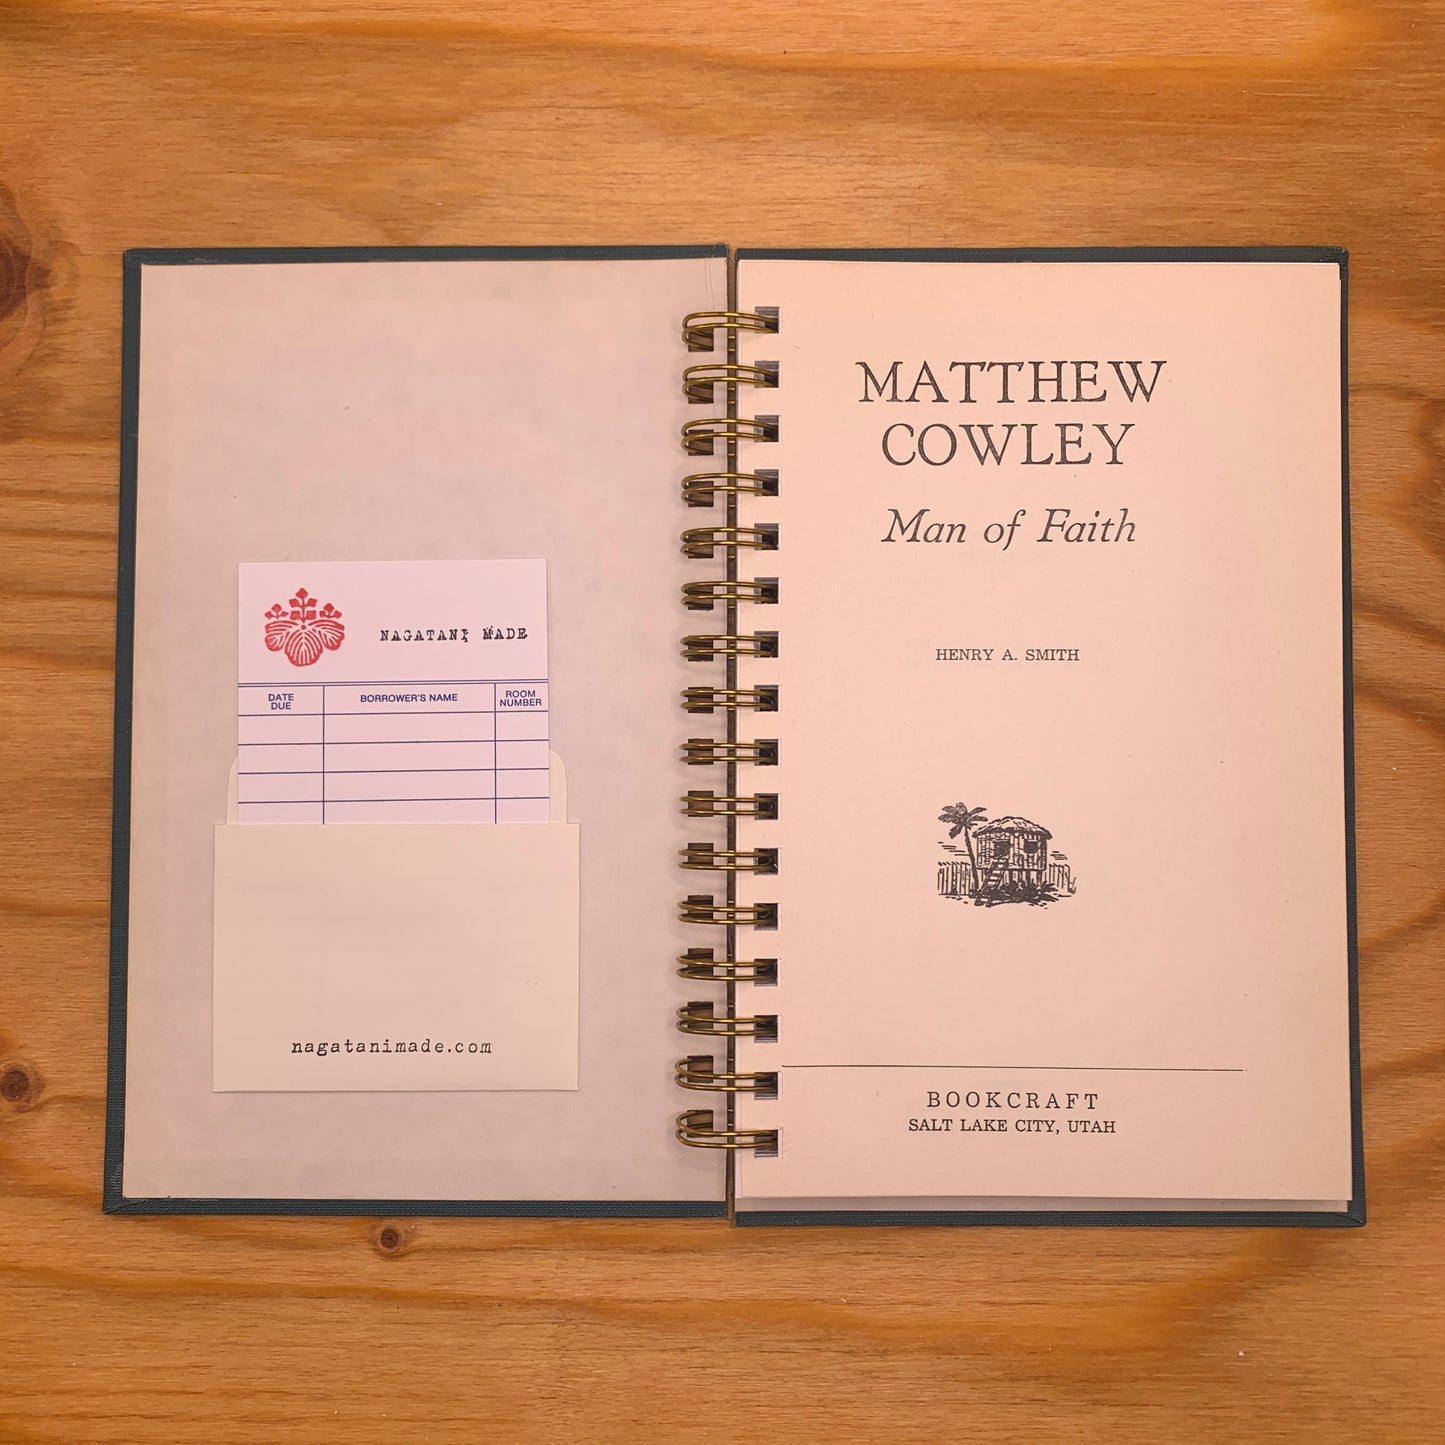 NAGATANI MADE
DATE DUE
BORROWER'S NAME
ROOM NUMBER
nagatanimade.com
MATTHEW
COWLEY
Man of Faith
HENRY A. SMITH
BOOKCRAFT
SALT LAKE CITY, UTAH